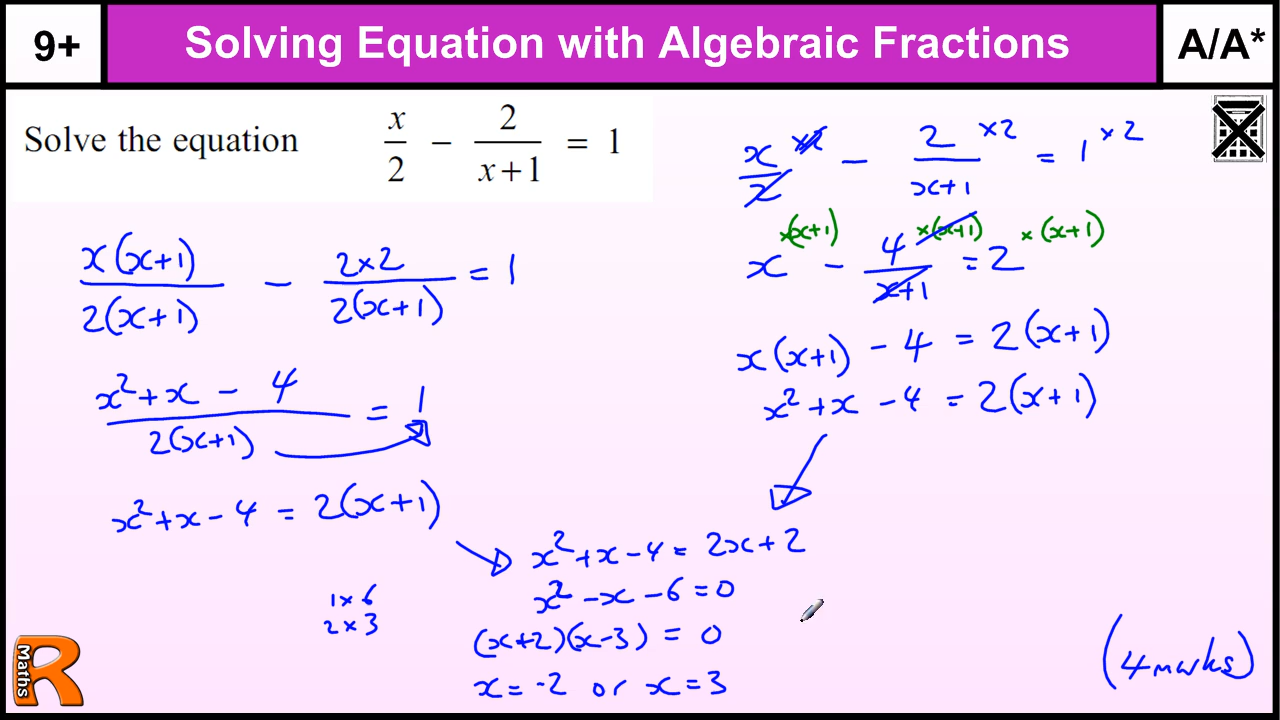 9+
Solving Equation with Algebraic Fractions
A/A*
Solve the equation x/2 − 2/(x+1) = 1
x(x+1)/2(x+1) − 2×2/2(x+1) = 1
(x²+x − 4)/2(x+1) = 1
x²+x−4 = 2(x+1)
x/2 ×2 − 2/(x+1) ×2 = 1 ×2
x ×(x+1) − 4/(x+1) ×(x+1) = 2 ×(x+1)
x(x+1) − 4 = 2(x+1)
x²+x −4 = 2(x+1)
x²+x−4 = 2x+2
x²−x−6=0
1×6
2×3
(x+2)(x−3) = 0
x=−2 or x=3
(4 marks)
R Maths